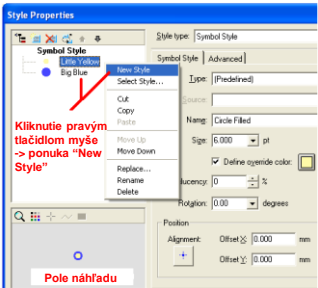 Style Properties
Style type: Symbol Style
Symbol Style
Little Yellow
Big Blue
New Style
Select Style...
Cut
Copy
Paste
Move Up
Move Down
Replace...
Rename
Delete
Kliknutie pravým
tlačidlom myše
-> ponuka “New
Style”
Symbol Style Advanced
Type: (Predefined)
Source:
Name: Circle Filled
Size: 6.000 pt
Define override color:
ucency: 0 %
Rotation: 0.00 degrees
Position
Alignment: Offset X: 0.000 mm
Offset Y: 0.000 mm
Pole náhľadu